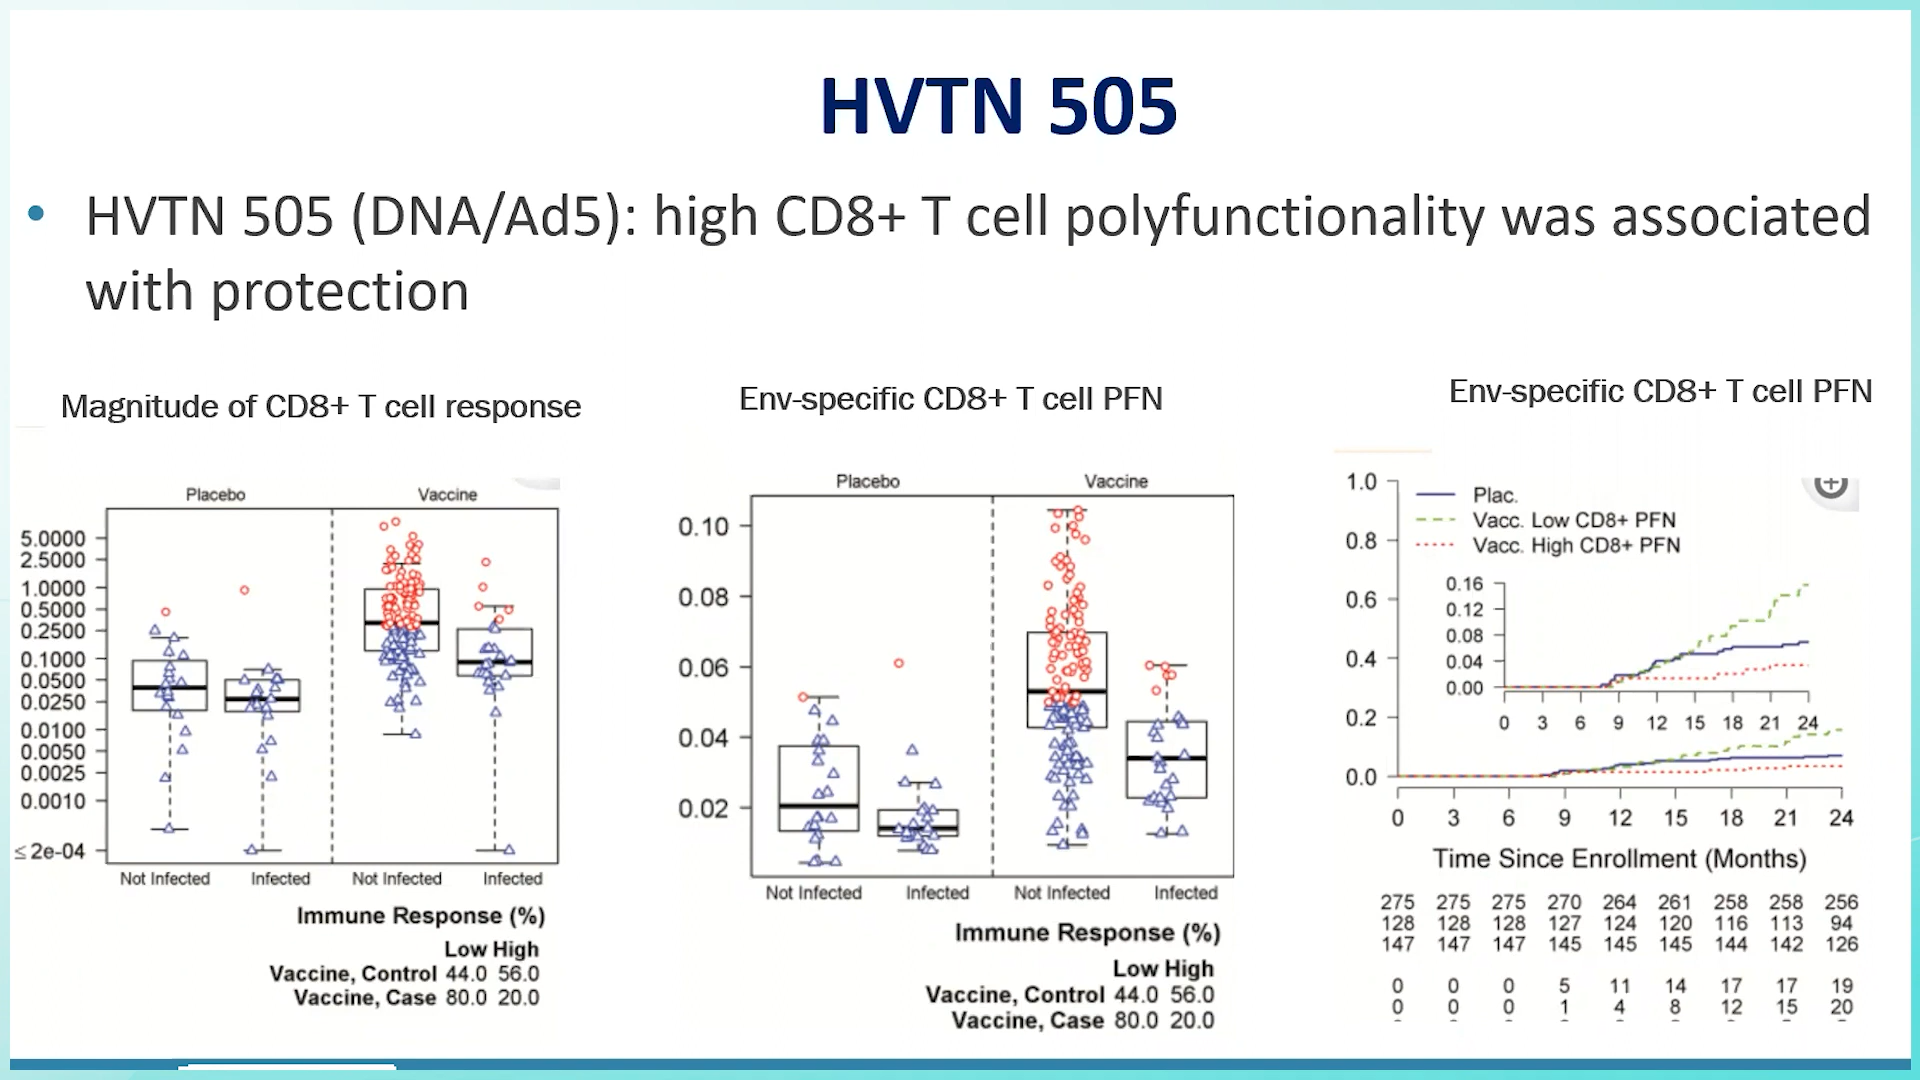 HVTN 505
• HVTN 505 (DNA/Ad5): high CD8+ T cell polyfunctionality was associated
with protection
Magnitude of CD8+ T cell response
Placebo Vaccine
5.0000
2.5000
1.0000
0.5000
0.2500
0.1000
0.0500
0.0250
0.0100
0.0050
0.0025
0.0010
≤ 2e-04
Not Infected Infected Not Infected Infected
Immune Response (%)
Low High
Vaccine, Control 44.0 56.0
Vaccine, Case 80.0 20.0
Env-specific CD8+ T cell PFN
Placebo Vaccine
0.10
0.08
0.06
0.04
0.02
Not Infected Infected Not Infected Infected
Immune Response (%)
Low High
Vaccine, Control 44.0 56.0
Vaccine, Case 80.0 20.0
Env-specific CD8+ T cell PFN
1.0
0.8
0.6
0.4
0.2
0.0
Plac.
Vacc. Low CD8+ PFN
Vacc. High CD8+ PFN
0.16
0.12
0.08
0.04
0.00
0 3 6 9 12 15 18 21 24
0 3 6 9 12 15 18 21 24
Time Since Enrollment (Months)
275 275 275 270 264 261 258 258 256
128 128 128 127 124 120 116 113 94
147 147 147 145 145 145 144 142 126
0 0 0 5 11 14 17 17 19
0 0 0 1 4 8 12 15 20